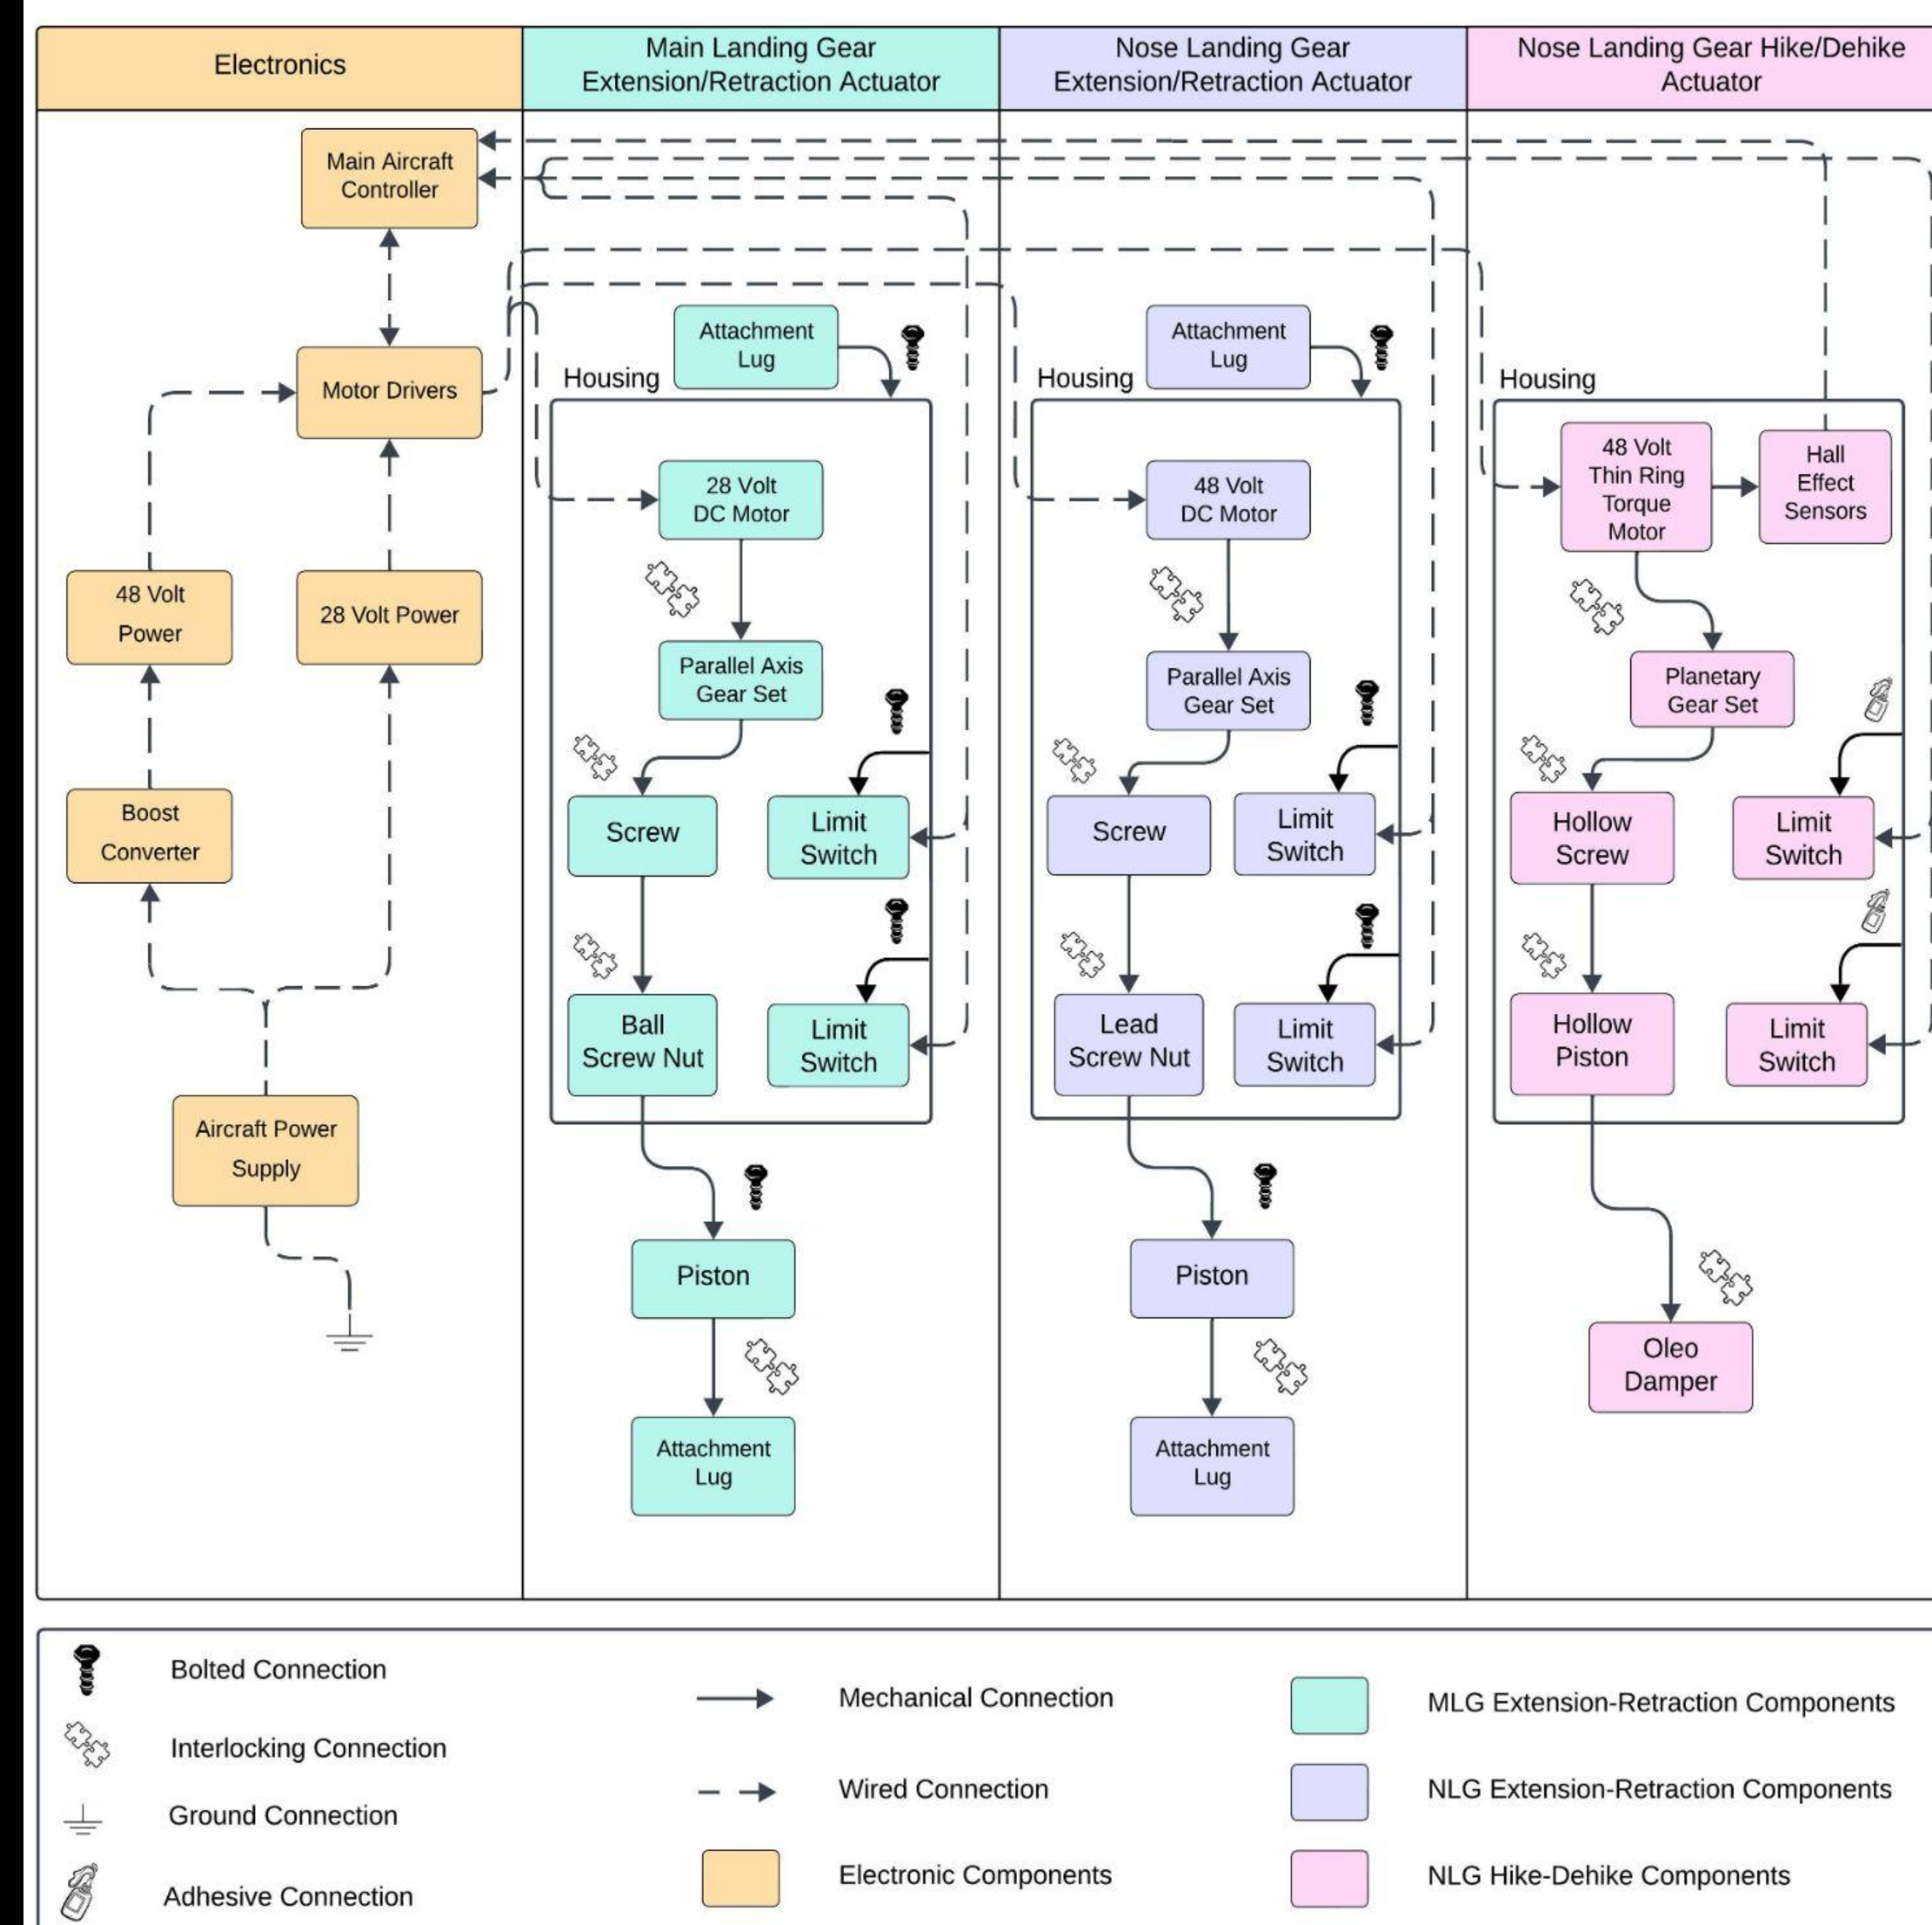 Electronics
Main Landing Gear
Extension/Retraction Actuator
Nose Landing Gear
Extension/Retraction Actuator
Nose Landing Gear Hike/Dehike
Actuator
Main Aircraft
Controller
Motor Drivers
48 Volt
Power
28 Volt Power
Boost
Converter
Aircraft Power
Supply
Attachment
Lug
Housing
28 Volt
DC Motor
Parallel Axis
Gear Set
Screw
Limit
Switch
Ball
Screw Nut
Limit
Switch
Piston
Attachment
Lug
Attachment
Lug
Housing
48 Volt
DC Motor
Parallel Axis
Gear Set
Screw
Limit
Switch
Lead
Screw Nut
Limit
Switch
Piston
Attachment
Lug
Housing
48 Volt
Thin Ring
Torque
Motor
Hall
Effect
Sensors
Planetary
Gear Set
Hollow
Screw
Limit
Switch
Hollow
Piston
Limit
Switch
Oleo
Damper
Bolted Connection
Interlocking Connection
Ground Connection
Adhesive Connection
Mechanical Connection
Wired Connection
Electronic Components
MLG Extension-Retraction Components
NLG Extension-Retraction Components
NLG Hike-Dehike Components